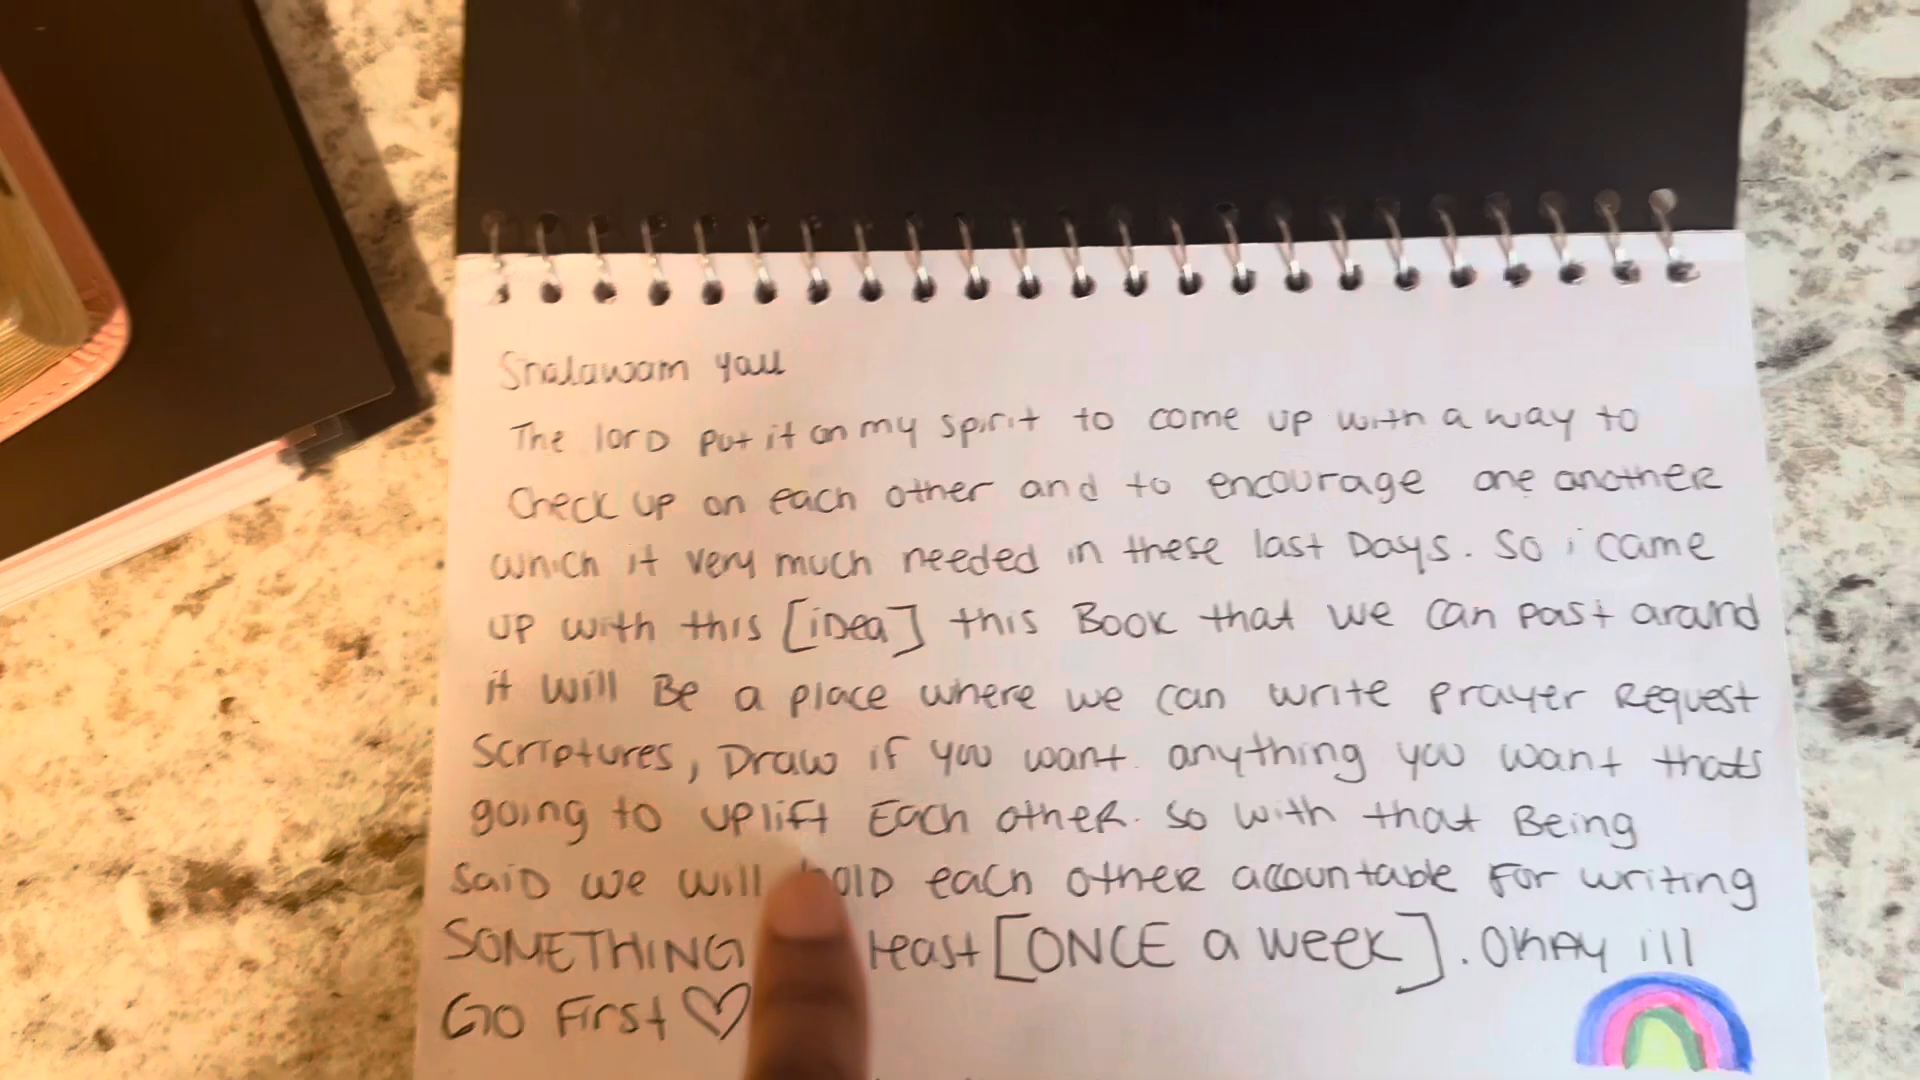 Shalawam yall
The lorD put it on my spirit to come up with a way to
Check up on each other and to encourage one anotheR
which it very much needed in these last Days. So i came
up with this [iDea] this Book that we can past around
it will Be a place where we can write prayer Request
Scriptures, Draw if you want. anything you want thats
going to uplift Each otheR. So with that Being
SaiD we will holD each otheR accountable For writing
SOMETHING least [ONCE a week]. OkAy ill
GO First ♡